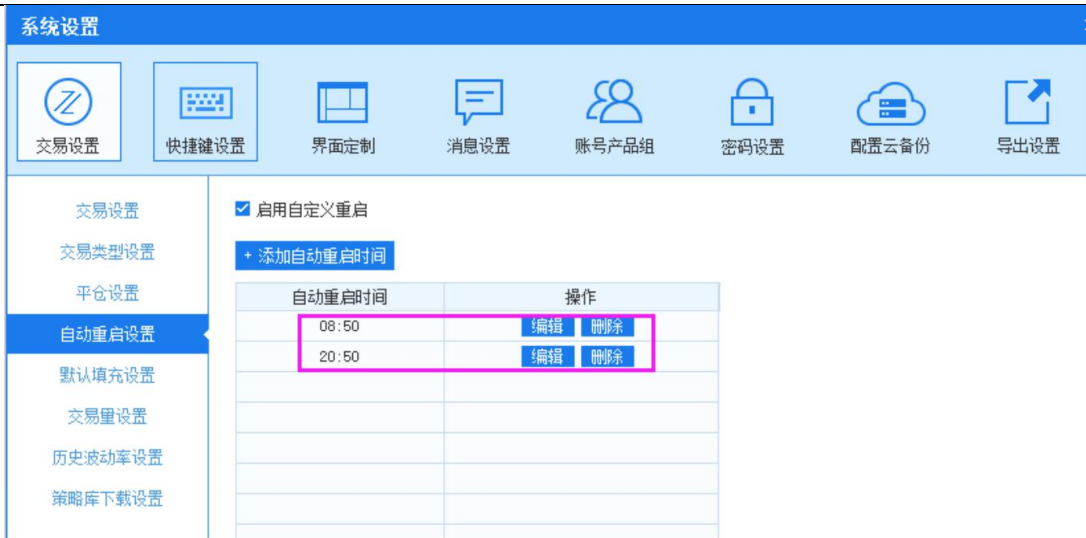 系统设置
交易设置 快捷键设置 界面定制 消息设置 账号产品组 密码设置 配置云备份 导出设置
交易设置
交易类型设置
平仓设置
自动重启设置
默认填充设置
交易量设置
历史波动率设置
策略库下载设置
启用自定义重启
+ 添加自动重启时间
自动重启时间 操作
08:50 编辑 删除
20:50 编辑 删除